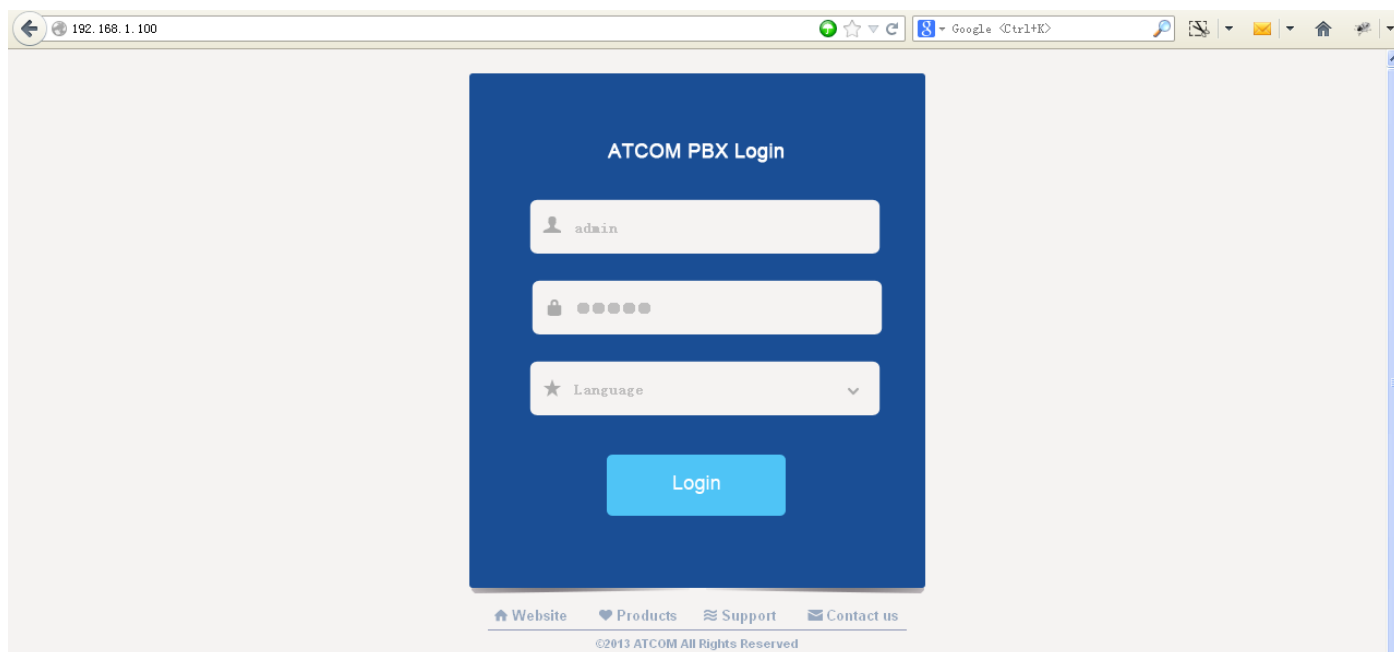 192.168.1.100
Google <Ctrl+K>
ATCOM PBX Login
admin
Language
Login
Website Products Support Contact us
©2013 ATCOM All Rights Reserved